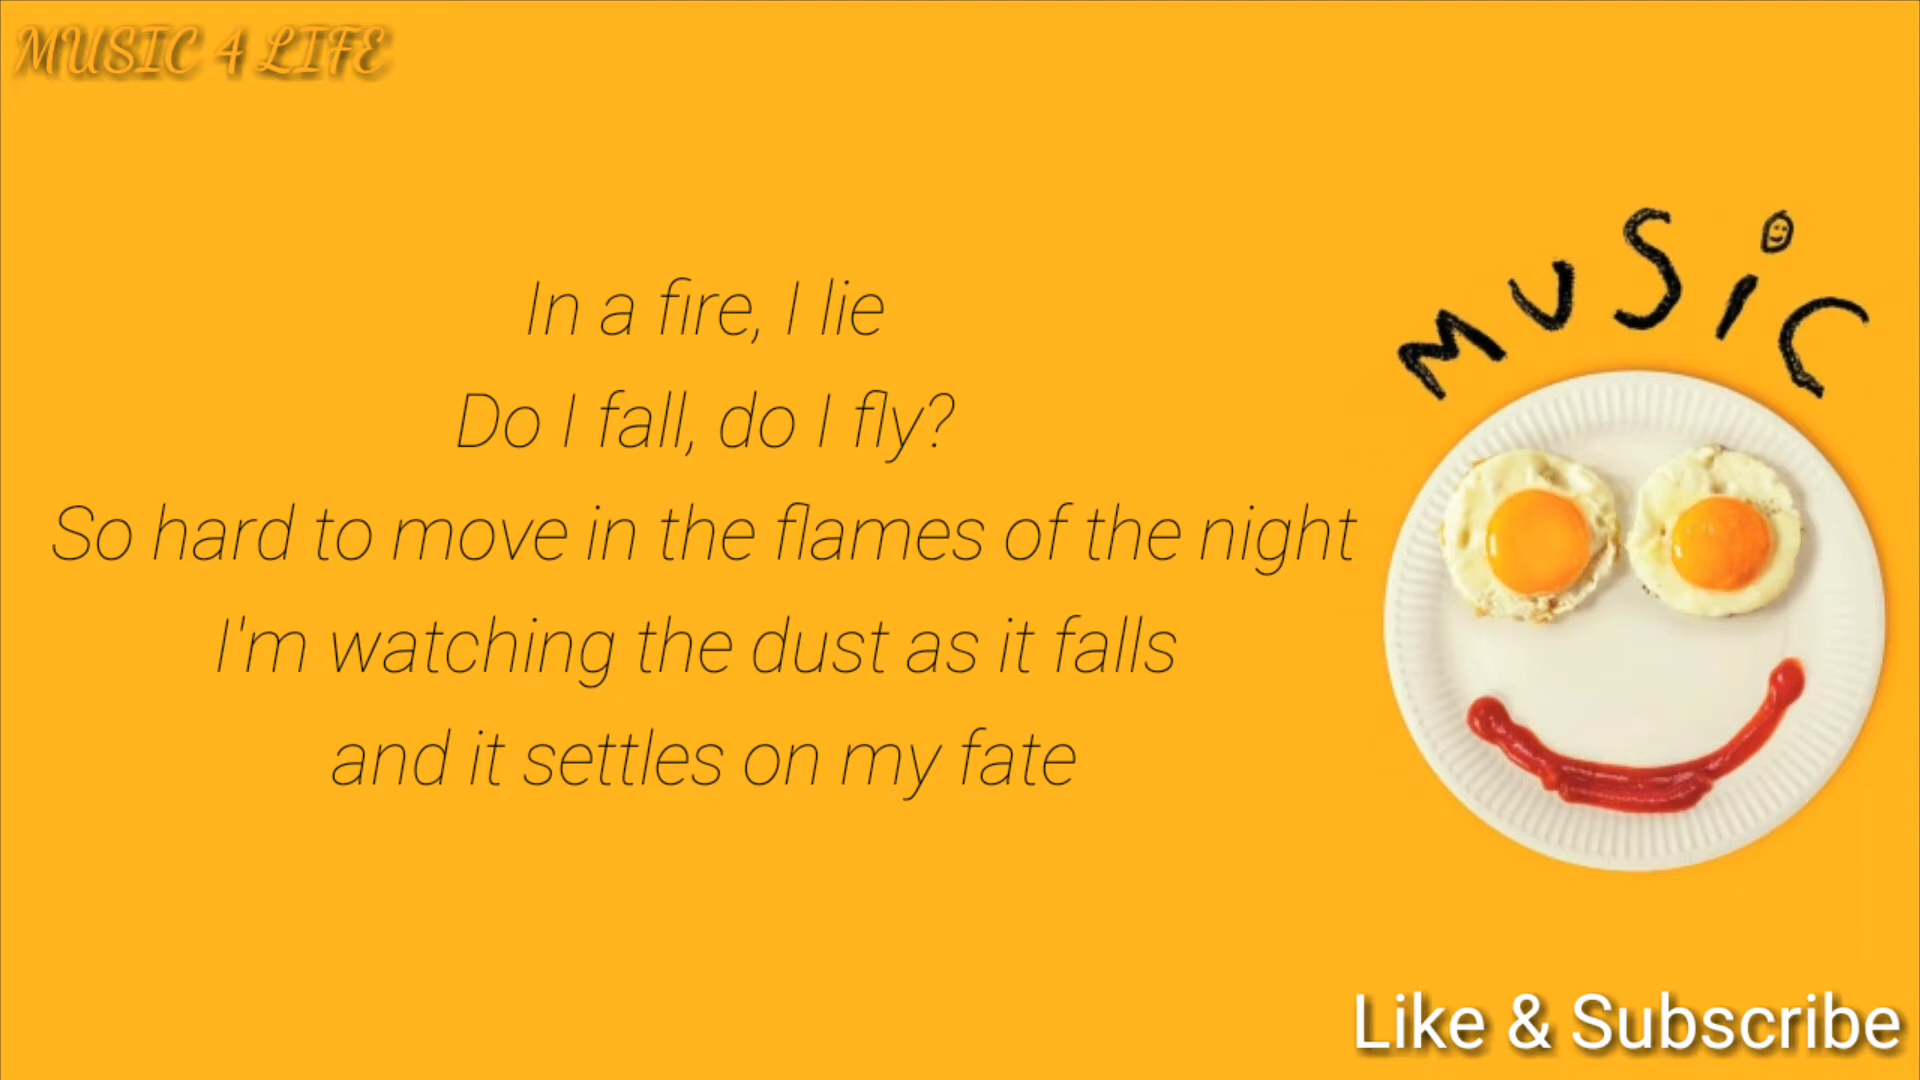 MUSIC 4 LIFE
MUSiC
In a fire, I lie
Do I fall, do I fly?
So hard to move in the flames of the night
I'm watching the dust as it falls
and it settles on my fate
Like & Subscribe